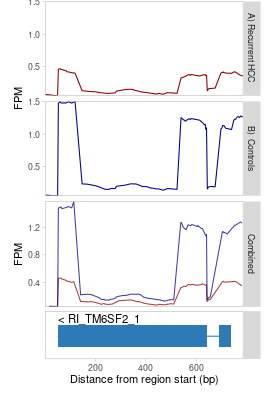 1.5
1.0
0.5
A) Recurrent HCC
FPM
1.5
1.0
0.5
B) Controls
1.2
0.8
0.4
Combined
FPM
< RI_TM6SF2_1
200
400
600
Distance from region start (bp)